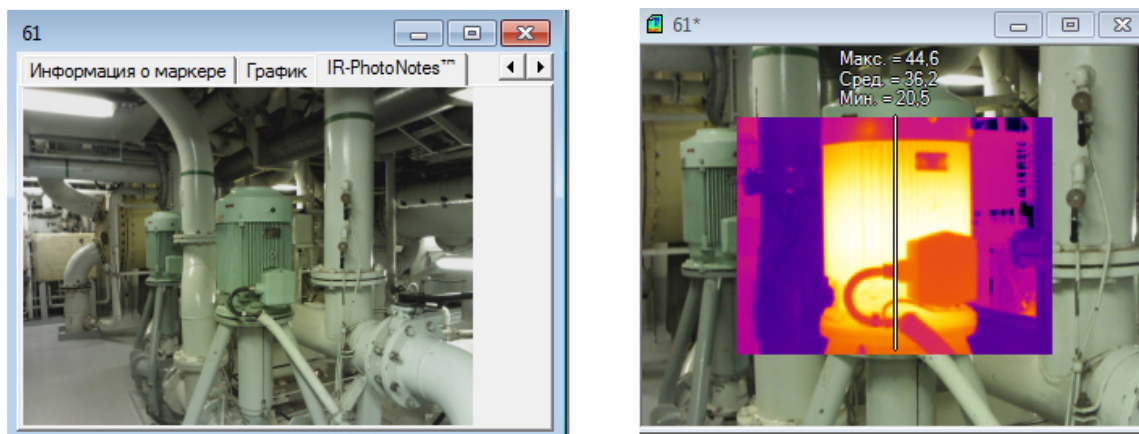 61
Информация о маркере График IR-PhotoNotes™
61*
Макс. = 44,6
Сред. = 36,2
Мин. = 20,5